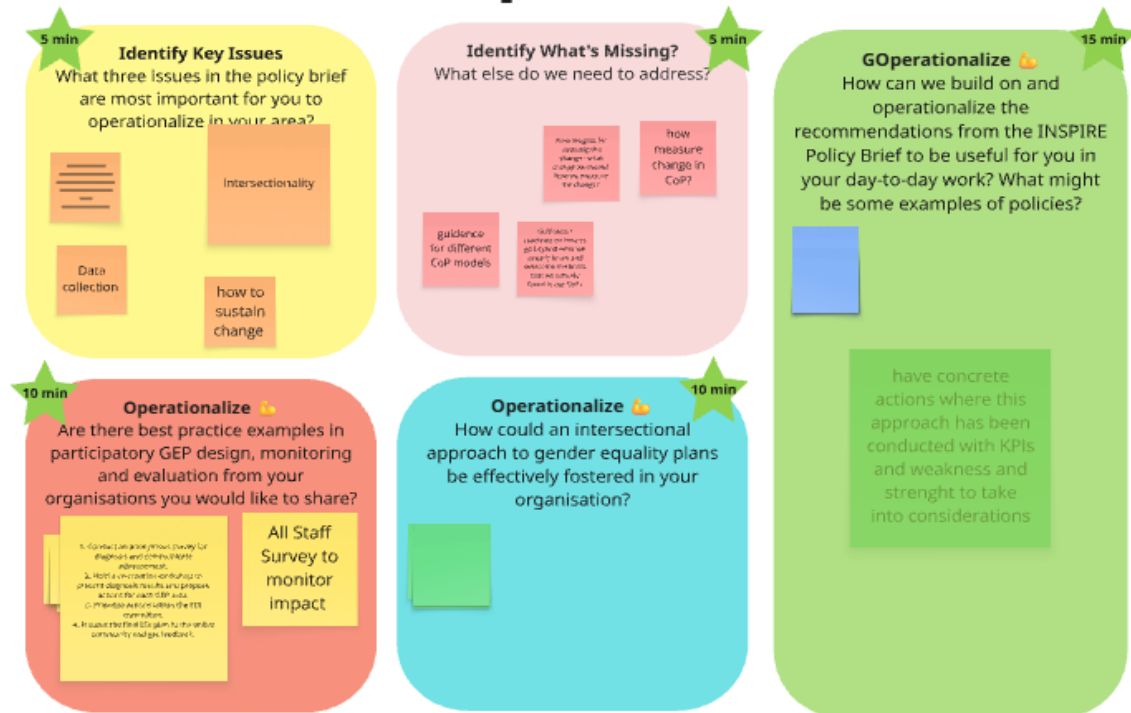 5 min
Identify Key Issues
What three issues in the policy brief
are most important for you to
operationalize in your area?
Intersectionality
Data
collection
how to
sustain
change
5 min
Identify What's Missing?
What else do we need to address?
how
measure
change in
CoP?
guidence
for different
CoP models
15 min
GOperationalize 💪
How can we build on and
operationalize the
recommendations from the INSPIRE
Policy Brief to be useful for you in
your day-to-day work? What might
be some examples of policies?
have concrete
actions where this
approach has been
conducted with KPIs
and weakness and
strenght to take
into considerations
10 min
Operationalize 💪
Are there best practice examples in
participatory GEP design, monitoring
and evaluation from your
organisations you would like to share?
All Staff
Survey to
monitor
impact
10 min
Operationalize 💪
How could an intersectional
approach to gender equality plans
be effectively fostered in your
organisation?